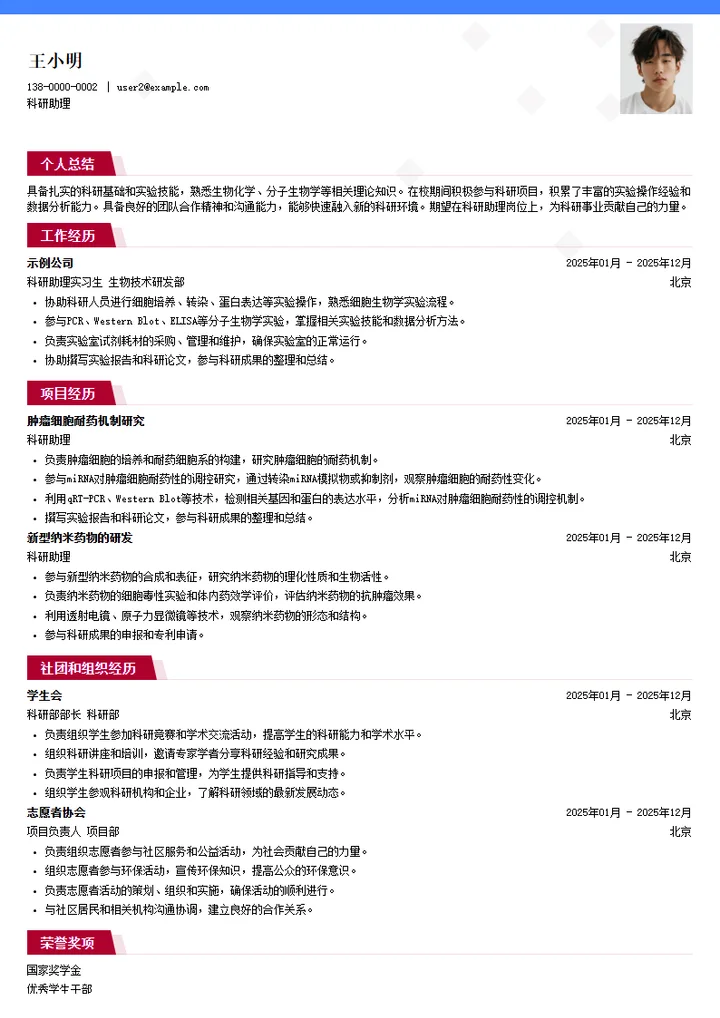 王小明
138-0000-0002 | user2@example.com
科研助理
个人总结
具备扎实的科研基础和实验技能，熟悉生物化学、分子生物学等相关理论知识。在校期间积极参与科研项目，积累了丰富的实验操作经验和
数据分析能力。具备良好的团队合作精神和沟通能力，能够快速融入新的科研环境。期望在科研助理岗位上，为科研事业贡献自己的力量。
工作经历
示例公司 2025年01月 - 2025年12月
科研助理实习生 生物技术研发部 北京
• 协助科研人员进行细胞培养、转染、蛋白表达等实验操作，熟悉细胞生物学实验流程。
• 参与PCR、Western Blot、ELISA等分子生物学实验，掌握相关实验技能和数据分析方法。
• 负责实验室试剂耗材的采购、管理和维护，确保实验室的正常运行。
• 协助撰写实验报告和科研论文，参与科研成果的整理和总结。
项目经历
肿瘤细胞耐药机制研究 2025年01月 - 2025年12月
科研助理 北京
• 负责肿瘤细胞的培养和耐药细胞系的构建，研究肿瘤细胞的耐药机制。
• 参与miRNA对肿瘤细胞耐药性的调控研究，通过转染miRNA模拟物或抑制剂，观察肿瘤细胞的耐药性变化。
• 利用qRT-PCR、Western Blot等技术，检测相关基因和蛋白的表达水平，分析miRNA对肿瘤细胞耐药性的调控机制。
• 撰写实验报告和科研论文，参与科研成果的整理和总结。
新型纳米药物的研发 2025年01月 - 2025年12月
科研助理 北京
• 参与新型纳米药物的合成和表征，研究纳米药物的理化性质和生物活性。
• 负责纳米药物的细胞毒性实验和体内药效学评价，评估纳米药物的抗肿瘤效果。
• 利用透射电镜、原子力显微镜等技术，观察纳米药物的形态和结构。
• 参与科研成果的申报和专利申请。
社团和组织经历
学生会 2025年01月 - 2025年12月
科研部部长 科研部 北京
• 负责组织学生参加科研竞赛和学术交流活动，提高学生的科研能力和学术水平。
• 组织科研讲座和培训，邀请专家学者分享科研经验和研究成果。
• 负责学生科研项目的申报和管理，为学生提供科研指导和支持。
• 组织学生参观科研机构和企业，了解科研领域的最新发展动态。
志愿者协会 2025年01月 - 2025年12月
项目负责人 项目部 北京
• 负责组织志愿者参与社区服务和公益活动，为社会贡献自己的力量。
• 组织志愿者参与环保活动，宣传环保知识，提高公众的环保意识。
• 负责志愿者活动的策划、组织和实施，确保活动的顺利进行。
• 与社区居民和相关机构沟通协调，建立良好的合作关系。
荣誉奖项
国家奖学金
优秀学生干部